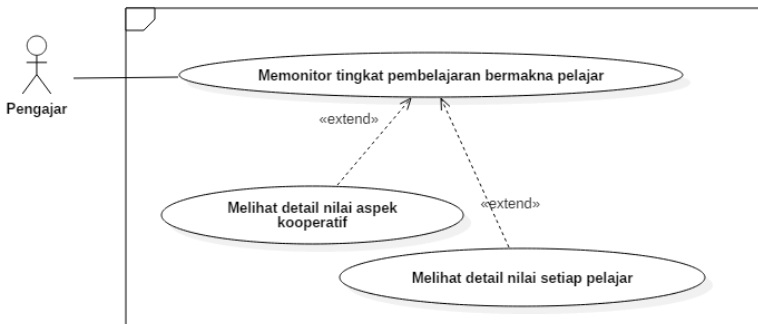 Memonitor tingkat pembelajaran bermakna pelajar
Pengajar
«extend»
Melihat detail nilai aspek
kooperatif
«extend»
Melihat detail nilai setiap pelajar